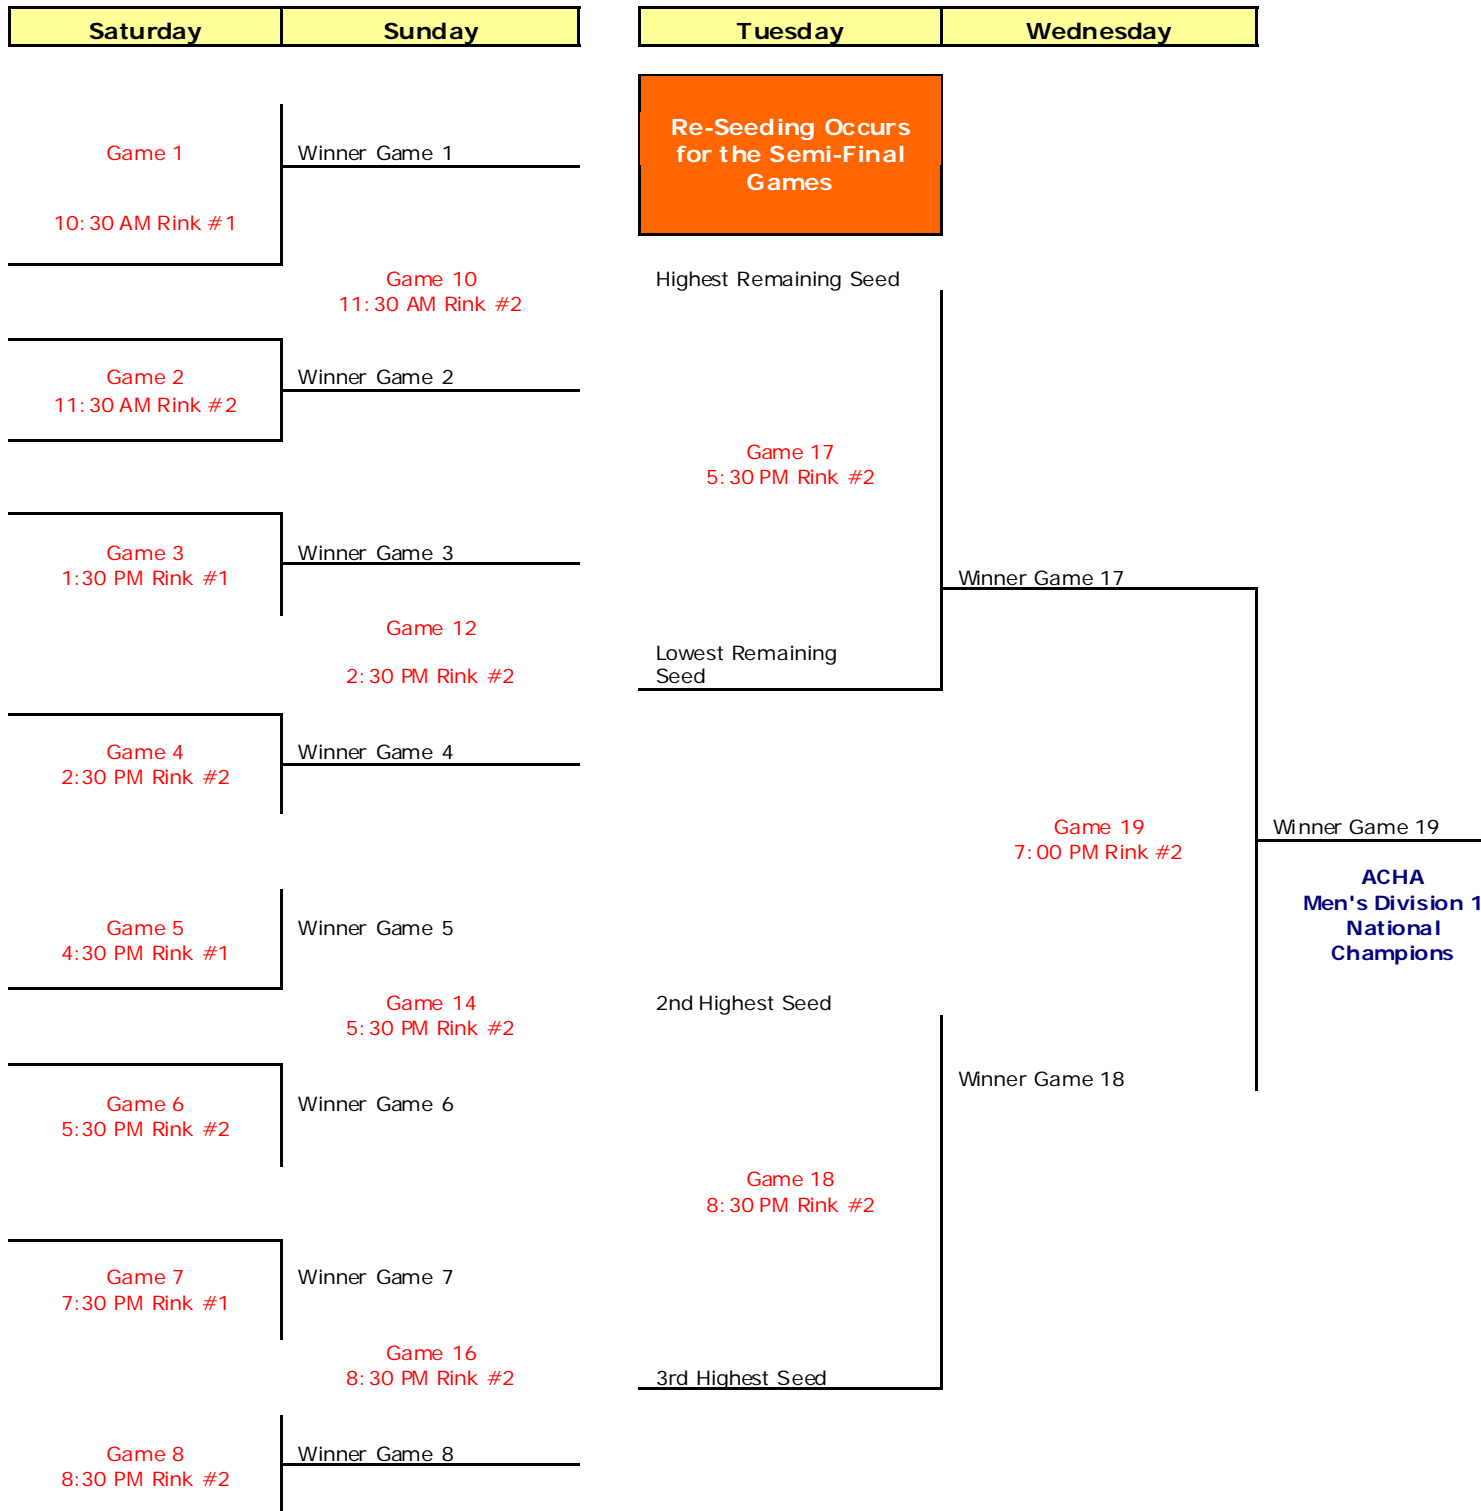 Saturday
Sunday
Tuesday
Wednesday
Re-Seeding Occurs
for the Semi-Final
Games
Game 1
Winner Game 1
10:30 AM Rink #1
Game 10
11:30 AM Rink #2
Highest Remaining Seed
Game 2
11:30 AM Rink #2
Winner Game 2
Game 17
5:30 PM Rink #2
Game 3
1:30 PM Rink #1
Winner Game 3
Winner Game 17
Game 12
2:30 PM Rink #2
Lowest Remaining
Seed
Game 4
2:30 PM Rink #2
Winner Game 4
Game 19
7:00 PM Rink #2
Winner Game 19
ACHA
Men's Division 1
National
Champions
Game 5
4:30 PM Rink #1
Winner Game 5
Game 14
5:30 PM Rink #2
2nd Highest Seed
Winner Game 18
Game 6
5:30 PM Rink #2
Winner Game 6
Game 18
8:30 PM Rink #2
Game 7
7:30 PM Rink #1
Winner Game 7
Game 16
8:30 PM Rink #2
3rd Highest Seed
Game 8
8:30 PM Rink #2
Winner Game 8